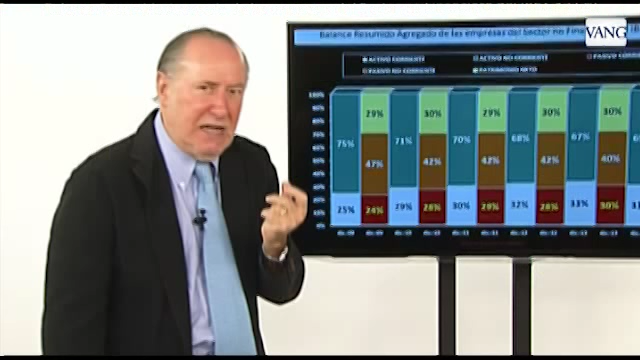 VANG
Balance Resumido Agregado de las empresas del Sector no Fina
ACTIVO CORRIENTE ACTIVO NO CORRIENTE PASIVO CORRIENTE
PASIVO NO CORRIENTE PATRIMONIO NETO
100%
90%
80%
70%
60%
50%
40%
30%
20%
10%
0%
29% 30% 29% 30% 30%
75% 71% 70% 68% 67%
47% 42% 42% 42% 40%
25% 24% 29% 28% 30% 29% 32% 28% 33% 30%